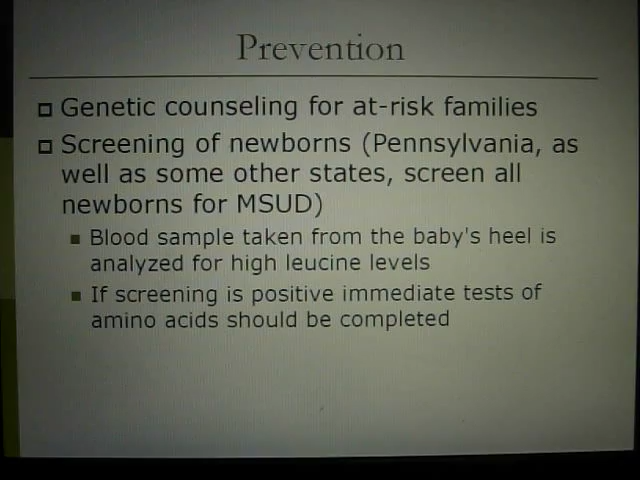 Prevention
Genetic counseling for at-risk families
Screening of newborns (Pennsylvania, as
well as some other states, screen all
newborns for MSUD)
Blood sample taken from the baby's heel is
analyzed for high leucine levels
If screening is positive immediate tests of
amino acids should be completed